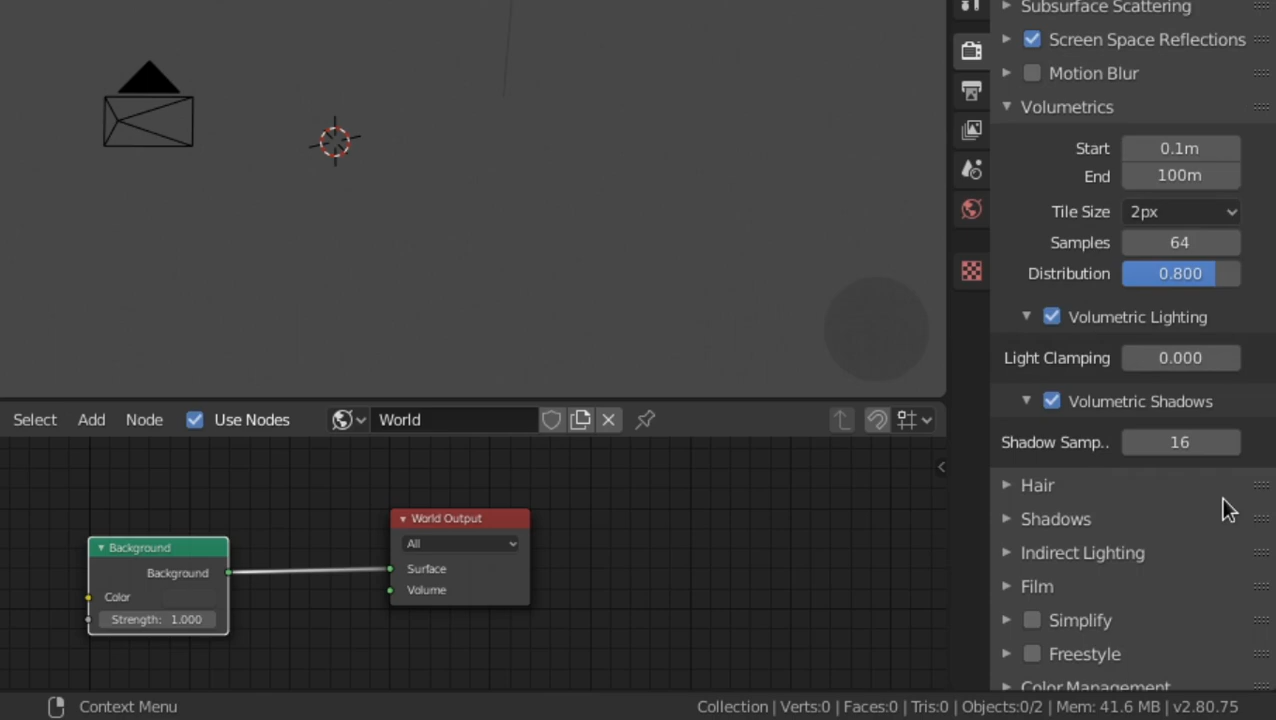 Subsurface Scattering
Screen Space Reflections
Motion Blur
Volumetrics
Start 0.1m
End 100m
Tile Size 2px
Samples 64
Distribution 0.800
Volumetric Lighting
Light Clamping 0.000
Volumetric Shadows
Shadow Samp.. 16
Hair
Shadows
Indirect Lighting
Film
Simplify
Freestyle
Color Management
Select Add Node Use Nodes World
Background
Background
Color
Strength: 1.000
World Output
All
Surface
Volume
Context Menu
Collection | Verts:0 | Faces:0 | Tris:0 | Objects:0/2 | Mem: 41.6 MB | v2.80.75